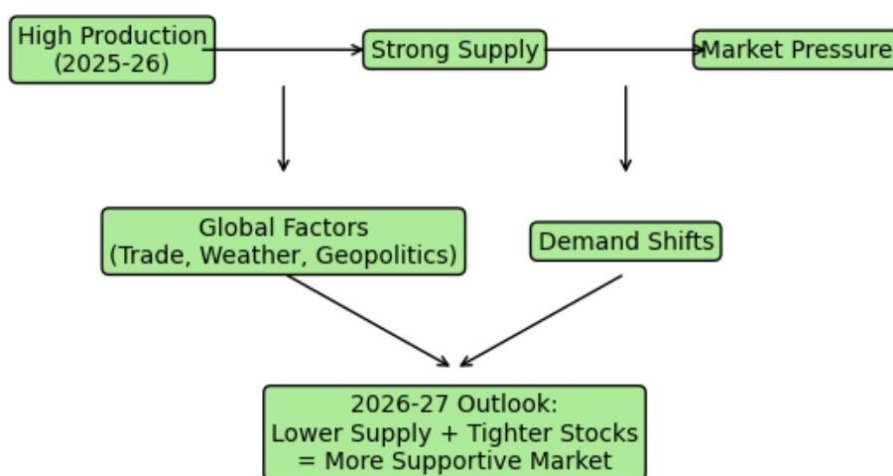 High Production
(2025-26)
Strong Supply
Market Pressure
Global Factors
(Trade, Weather, Geopolitics)
Demand Shifts
2026-27 Outlook:
Lower Supply + Tighter Stocks
= More Supportive Market